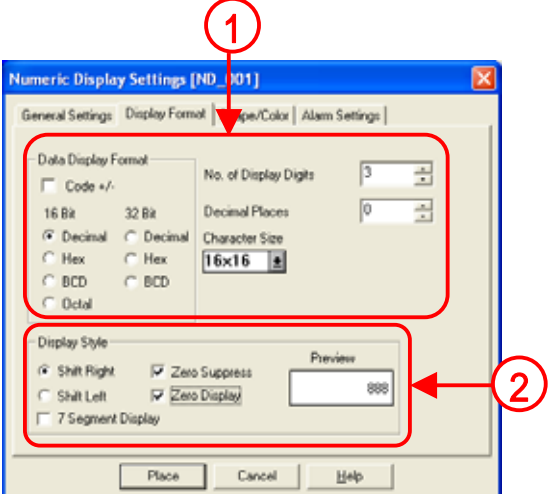 1
Numeric Display Settings [ND_001]
General Settings Display Format Shape/Color Alarm Settings
Data Display Format
Code +/-
No. of Display Digits 3
16 Bit 32 Bit
Decimal Places 0
Decimal Decimal
Character Size
Hex Hex
16x16
BCD BCD
Octal
Display Style
Preview
Shift Right Zero Suppress
888
Shift Left Zero Display
7 Segment Display
2
Place Cancel Help